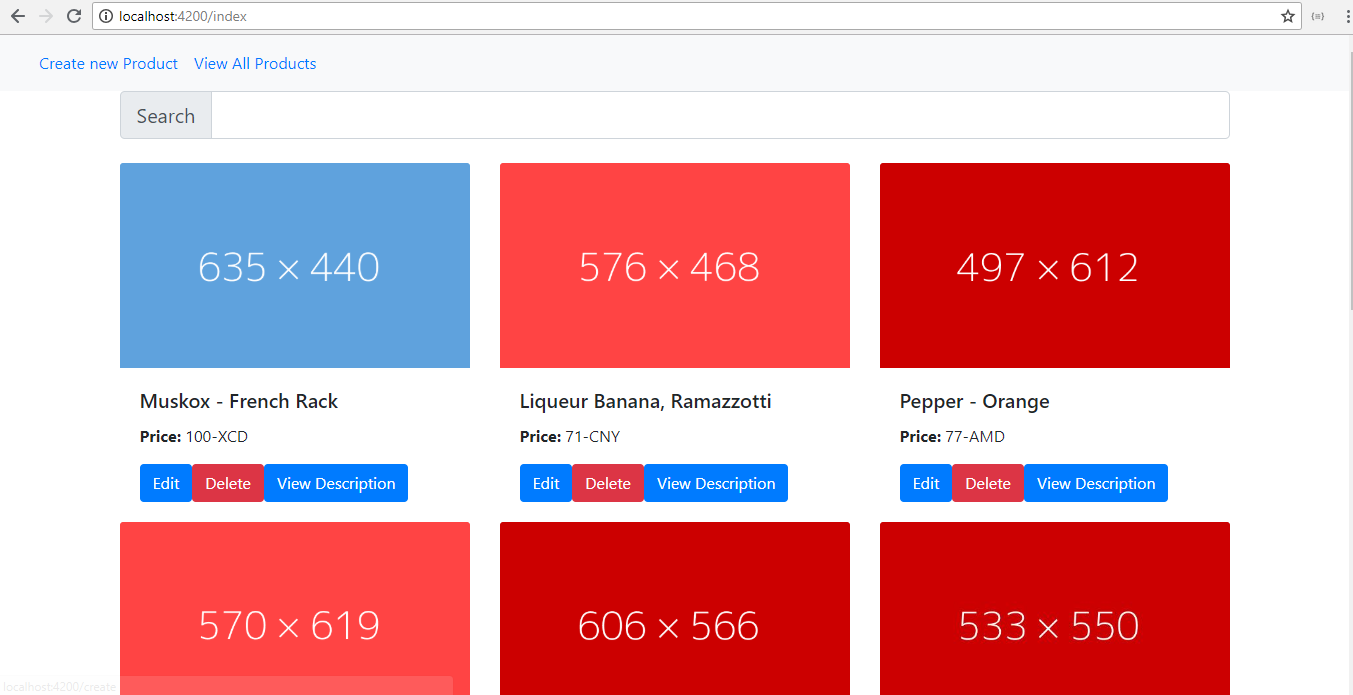 localhost:4200/index
Create new Product View All Products
Search
635 × 440
576 × 468
497 × 612
Muskox - French Rack
Liqueur Banana, Ramazzotti
Pepper - Orange
Price: 100-XCD
Price: 71-CNY
Price: 77-AMD
Edit Delete View Description
Edit Delete View Description
Edit Delete View Description
570 × 619
606 × 566
533 × 550
localhost:4200/create